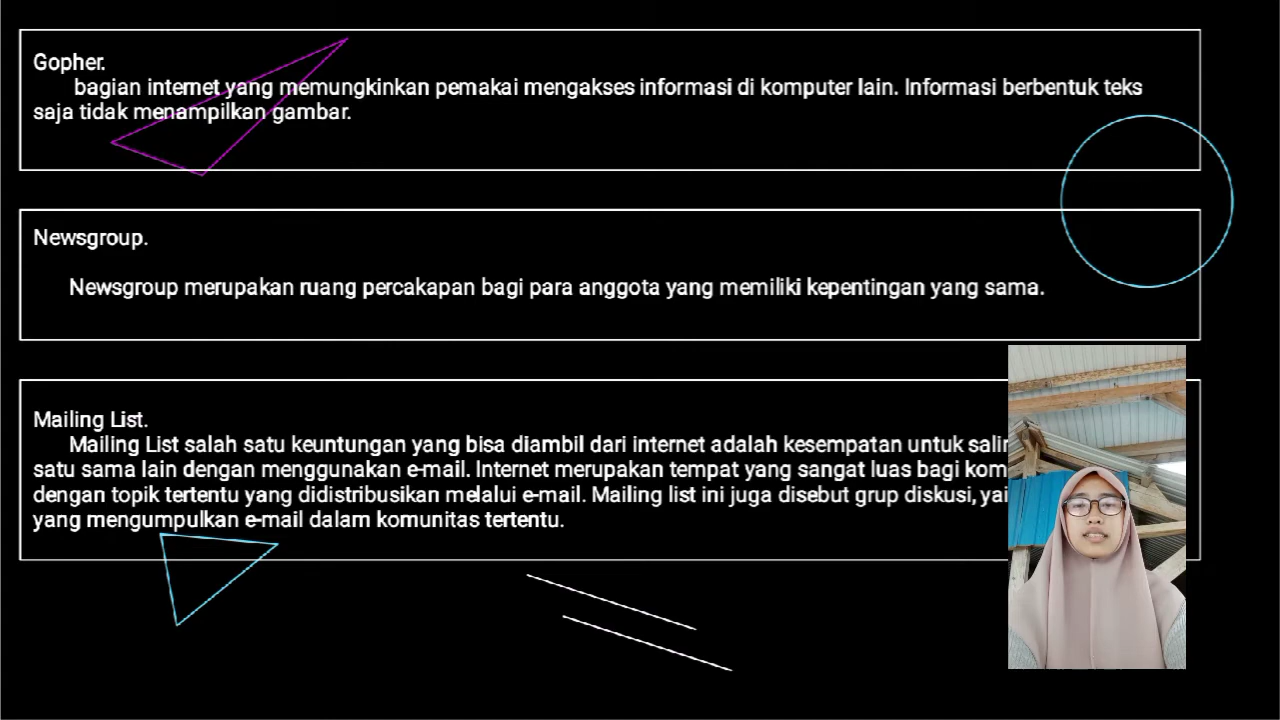 Gopher.
bagian internet yang memungkinkan pemakai mengakses informasi di komputer lain. Informasi berbentuk teks
saja tidak menampilkan gambar.
Newsgroup.
Newsgroup merupakan ruang percakapan bagi para anggota yang memiliki kepentingan yang sama.
Mailing List.
Mailing List salah satu keuntungan yang bisa diambil dari internet adalah kesempatan untuk
satu sama lain dengan menggunakan e-mail. Internet merupakan tempat yang sangat luas bagi
dengan topik tertentu yang didistribusikan melalui e-mail. Mailing list ini juga disebut grup diskusi,
yang mengumpulkan e-mail dalam komunitas tertentu.